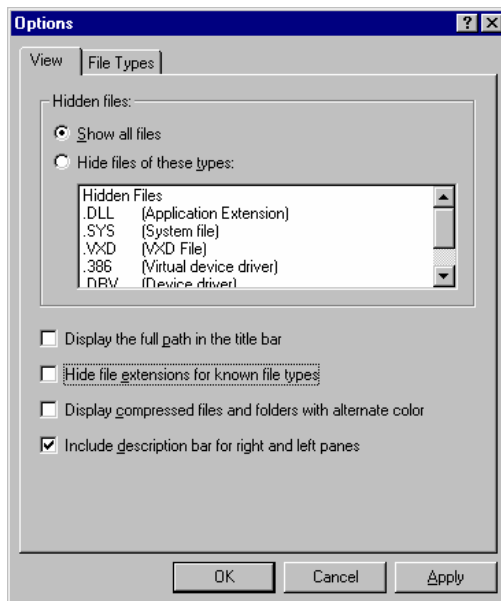 Options
View File Types
Hidden files:
Show all files
Hide files of these types:
Hidden Files
.DLL (Application Extension)
.SYS (System file)
.VXD (VXD File)
.386 (Virtual device driver)
.DRV (Device driver)
Display the full path in the title bar
Hide file extensions for known file types
Display compressed files and folders with alternate color
Include description bar for right and left panes
OK Cancel Apply